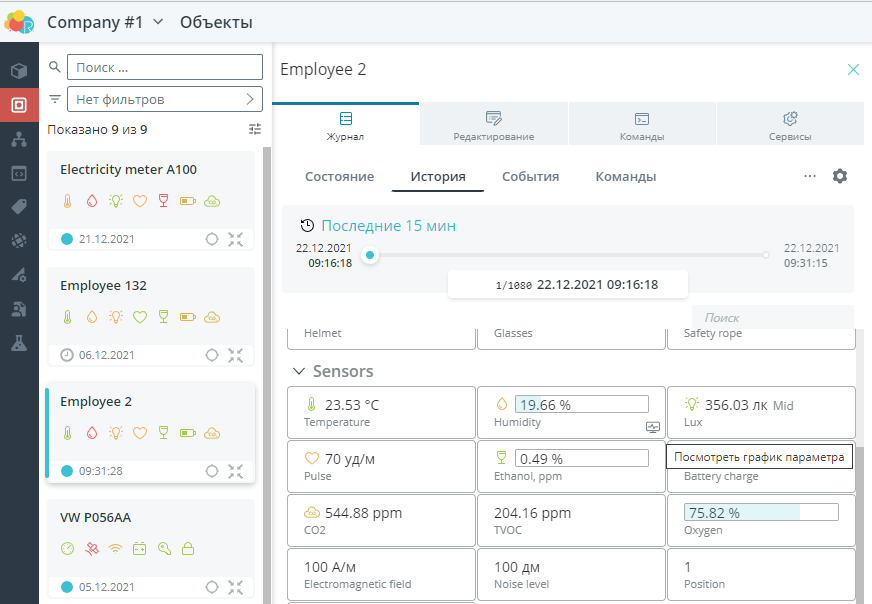 Company #1
Объекты
Поиск ...
Нет фильтров
Показано 9 из 9
Electricity meter A100
21.12.2021
Employee 132
06.12.2021
Employee 2
09:31:28
VW P056AA
05.12.2021
Employee 2
Журнал
Редактирование
Команды
Сервисы
Состояние
История
События
Команды
Последние 15 мин
22.12.2021
09:16:18
22.12.2021
09:31:15
1/1080 22.12.2021 09:16:18
Поиск
Helmet
Glasses
Safety rope
Sensors
23.53 °C
Temperature
19.66 %
Humidity
356.03 лк Mid
Lux
70 уд/м
Pulse
0.49 %
Ethanol, ppm
Посмотреть график параметра
Battery charge
544.88 ppm
CO2
204.16 ppm
TVOC
75.82 %
Oxygen
100 А/м
Electromagnetic field
100 дм
Noise level
1
Position